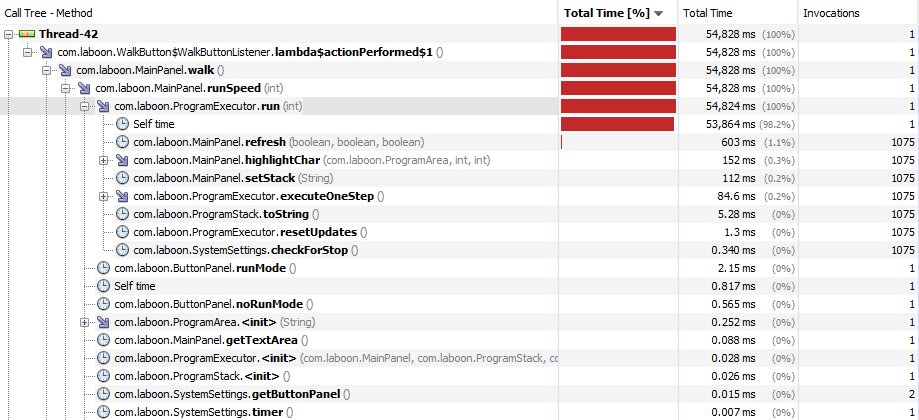 Call Tree - Method Total Time [%] Total Time Invocations
Thread-42 54,828 ms (100%) 1
com.laboon.WalkButton$WalkButtonListener.lambda$actionPerformed$1 () 54,828 ms (100%) 1
com.laboon.MainPanel.walk () 54,828 ms (100%) 1
com.laboon.MainPanel.runSpeed (int) 54,828 ms (100%) 1
com.laboon.ProgramExecutor.run (int) 54,824 ms (100%) 1
Self time 53,864 ms (98.2%) 1
com.laboon.MainPanel.refresh (boolean, boolean, boolean) 603 ms (1.1%) 1075
com.laboon.MainPanel.highlightChar (com.laboon.ProgramArea, int, int) 152 ms (0.3%) 1075
com.laboon.MainPanel.setStack (String) 112 ms (0.2%) 1075
com.laboon.ProgramExecutor.executeOneStep () 84.6 ms (0.2%) 1075
com.laboon.ProgramStack.toString () 5.28 ms (0%) 1075
com.laboon.ProgramExecutor.resetUpdates () 1.3 ms (0%) 1075
com.laboon.SystemSettings.checkForStop () 0.340 ms (0%) 1075
com.laboon.ButtonPanel.runMode () 2.15 ms (0%) 1
Self time 0.817 ms (0%) 1
com.laboon.ButtonPanel.noRunMode () 0.565 ms (0%) 1
com.laboon.ProgramArea.<init> (String) 0.252 ms (0%) 1
com.laboon.MainPanel.getTextArea () 0.088 ms (0%) 1
com.laboon.ProgramExecutor.<init> (com.laboon.MainPanel, com.laboon.ProgramStack, co 0.028 ms (0%) 1
com.laboon.ProgramStack.<init> () 0.026 ms (0%) 1
com.laboon.SystemSettings.getButtonPanel () 0.015 ms (0%) 2
com.laboon.SystemSettings.timer () 0.007 ms (0%) 1